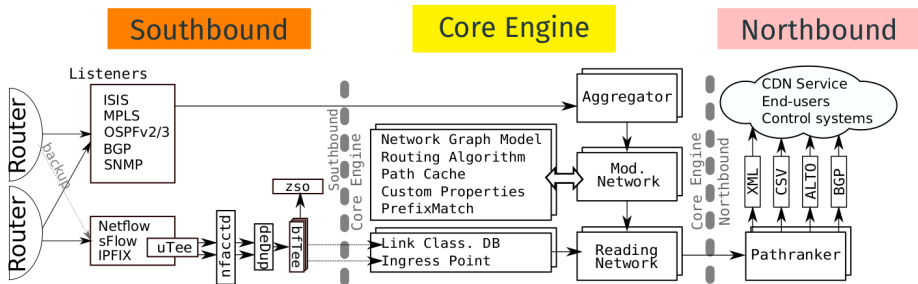 Southbound
Core Engine
Northbound
Listeners
Router
Router
backup
ISIS
MPLS
OSPFv2/3
BGP
SNMP
Netflow
sFlow
IPFIX
uTee
nfacctd
deDup
bfTee
zso
Southbound
Core Engine
Aggregator
Network Graph Model
Routing Algorithm
Path Cache
Custom Properties
PrefixMatch
Mod.
Network
Link Class. DB
Ingress Point
Reading
Network
Core Engine
Northbound
CDN Service
End-users
Control systems
XML
CSV
ALTO
BGP
Pathranker